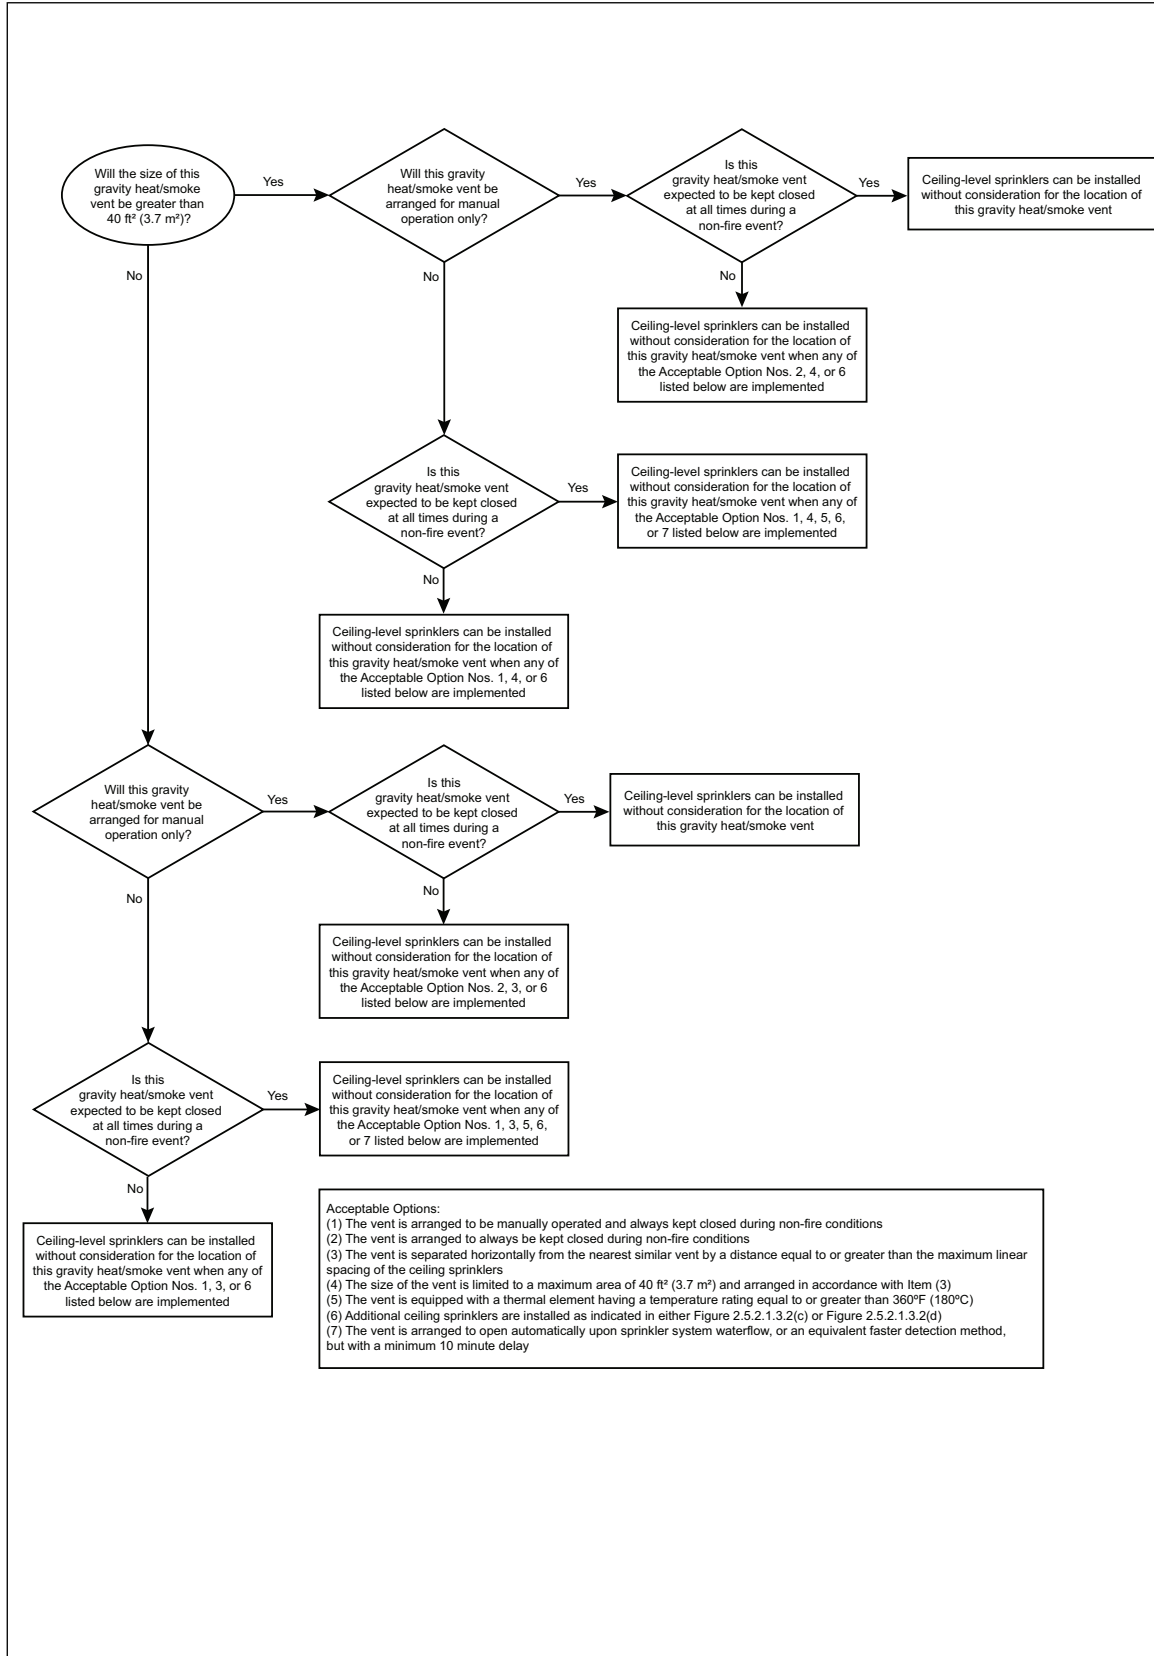 Will the size of this
gravity heat/smoke
vent be greater than
40 ft² (3.7 m²)?
Yes
Will this gravity
heat/smoke vent be
arranged for manual
operation only?
Yes
Is this
gravity heat/smoke vent
expected to be kept closed
at all times during a
non-fire event?
Yes
Ceiling-level sprinklers can be installed
without consideration for the location of
this gravity heat/smoke vent
No
No
No
Ceiling-level sprinklers can be installed
without consideration for the location of
this gravity heat/smoke vent when any of
the Acceptable Option Nos. 2, 4, or 6
listed below are implemented
Is this
gravity heat/smoke vent
expected to be kept closed
at all times during a
non-fire event?
Yes
Ceiling-level sprinklers can be installed
without consideration for the location of
this gravity heat/smoke vent when any of
the Acceptable Option Nos. 1, 4, 5, 6,
or 7 listed below are implemented
No
Ceiling-level sprinklers can be installed
without consideration for the location of
this gravity heat/smoke vent when any of
the Acceptable Option Nos. 1, 4, or 6
listed below are implemented
Will this gravity
heat/smoke vent be
arranged for manual
operation only?
Yes
Is this
gravity heat/smoke vent
expected to be kept closed
at all times during a
non-fire event?
Yes
Ceiling-level sprinklers can be installed
without consideration for the location of
this gravity heat/smoke vent
No
No
Ceiling-level sprinklers can be installed
without consideration for the location of
this gravity heat/smoke vent when any of
the Acceptable Option Nos. 2, 3, or 6
listed below are implemented
Is this
gravity heat/smoke vent
expected to be kept closed
at all times during a
non-fire event?
Yes
Ceiling-level sprinklers can be installed
without consideration for the location of
this gravity heat/smoke vent when any of
the Acceptable Option Nos. 1, 3, 5, 6,
or 7 listed below are implemented
No
Ceiling-level sprinklers can be installed
without consideration for the location of
this gravity heat/smoke vent when any of
the Acceptable Option Nos. 1, 3, or 6
listed below are implemented
Acceptable Options:
(1) The vent is arranged to be manually operated and always kept closed during non-fire conditions
(2) The vent is arranged to always be kept closed during non-fire conditions
(3) The vent is separated horizontally from the nearest similar vent by a distance equal to or greater than the maximum linear
spacing of the ceiling sprinklers
(4) The size of the vent is limited to a maximum area of 40 ft² (3.7 m²) and arranged in accordance with Item (3)
(5) The vent is equipped with a thermal element having a temperature rating equal to or greater than 360ºF (180ºC)
(6) Additional ceiling sprinklers are installed as indicated in either Figure 2.5.2.1.3.2(c) or Figure 2.5.2.1.3.2(d)
(7) The vent is arranged to open automatically upon sprinkler system waterflow, or an equivalent faster detection method,
but with a minimum 10 minute delay